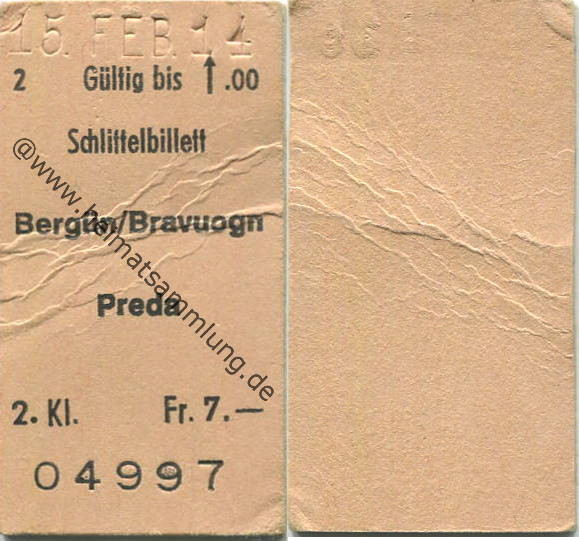 15. FEB. 14
2 Gültig bis ↑.00
Schlittelbillett
Bergün/Bravuogn
Preda
2. Kl. Fr. 7.—
04997
@www.heimatsammlung.de